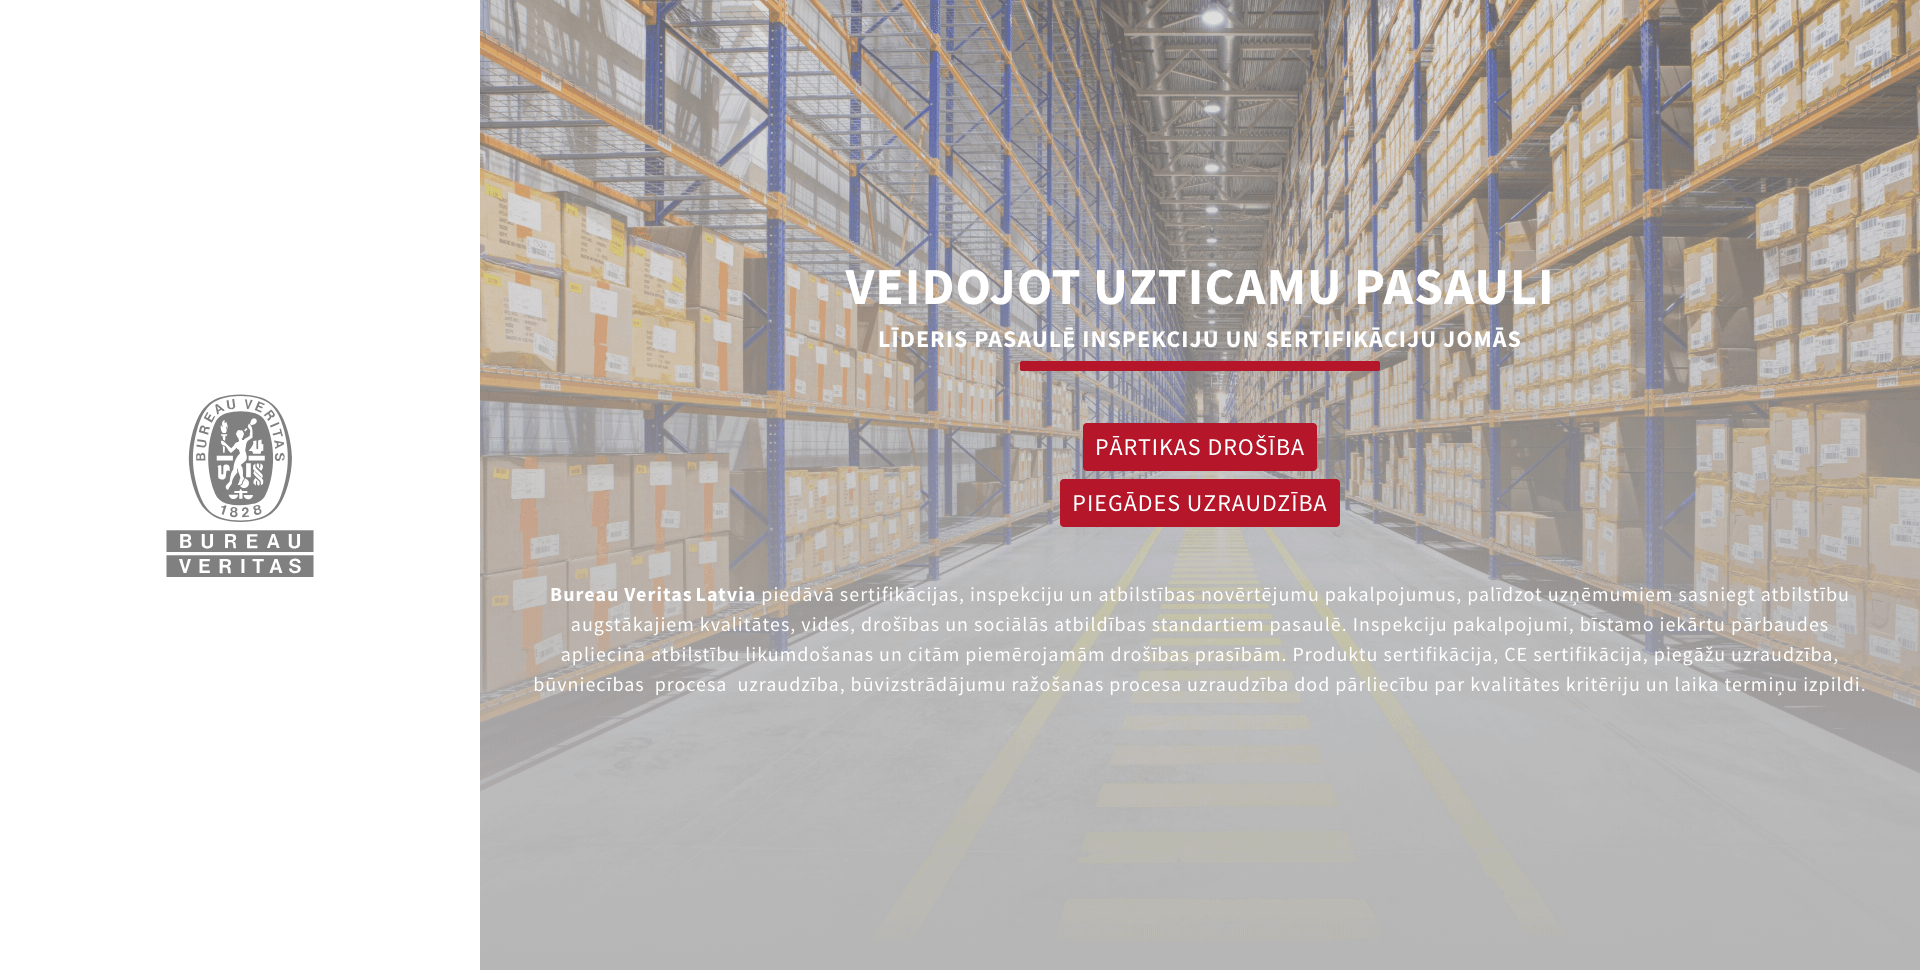 BUREAU VERITAS
1828
BUREAU
VERITAS
VEIDOJOT UZTICAMU PASAULI
LĪDERIS PASAULĒ INSPEKCIJU UN SERTIFIKĀCIJU JOMĀS
PĀRTIKAS DROŠĪBA
PIEGĀDES UZRAUDZĪBA
Bureau Veritas Latvia piedāvā sertifikācijas, inspekciju un atbilstības novērtējumu pakalpojumus, palīdzot uzņēmumiem sasniegt atbilstību
augstākajiem kvalitātes, vides, drošības un sociālās atbildības standartiem pasaulē. Inspekciju pakalpojumi, bīstamo iekārtu pārbaudes
apliecina atbilstību likumdošanas un citām piemērojamām drošības prasībām. Produktu sertifikācija, CE sertifikācija, piegāžu uzraudzība,
būvniecības procesa uzraudzība, būvizstrādājumu ražošanas procesa uzraudzība dod pārliecību par kvalitātes kritēriju un laika termiņu izpildi.